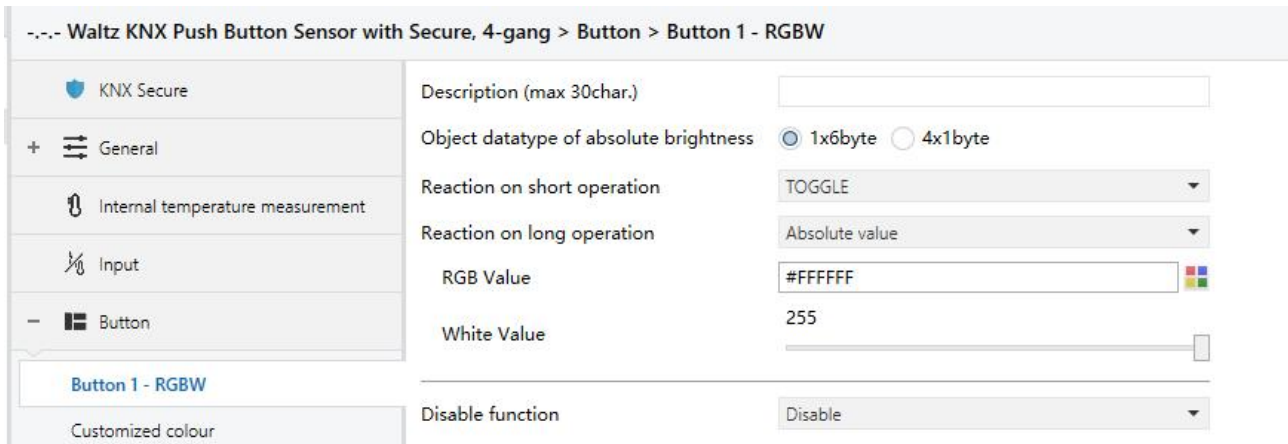 -.-.- Waltz KNX Push Button Sensor with Secure, 4-gang > Button > Button 1 - RGBW
KNX Secure
+ General
Internal temperature measurement
Input
− Button
Button 1 - RGBW
Customized colour
Description (max 30char.)
Object datatype of absolute brightness 1x6byte 4x1byte
Reaction on short operation TOGGLE
Reaction on long operation Absolute value
RGB Value #FFFFFF
White Value 255
Disable function Disable